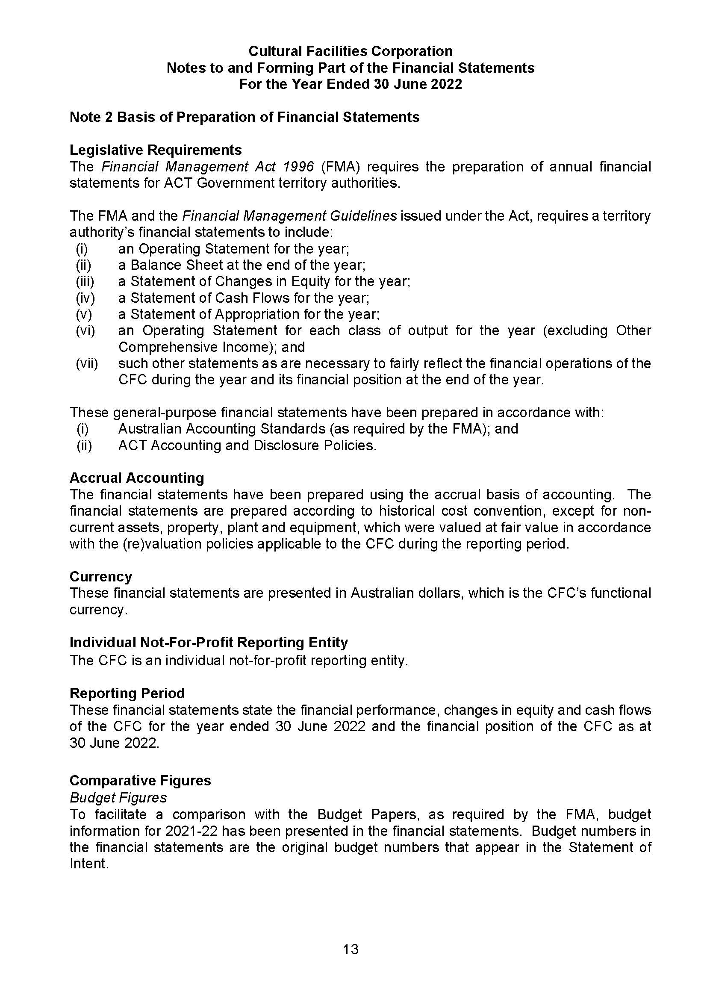 Cultural Facilities Corporation
Notes to and Forming Part of the Financial Statements
For the Year Ended 30 June 2022
Note 2 Basis of Preparation of Financial Statements
Legislative Requirements
The Financial Management Act 1996 (FMA) requires the preparation of annual financial
statements for ACT Government territory authorities.
The FMA and the Financial Management Guidelines issued under the Act, requires a territory
authority’s financial statements to include:
(i) an Operating Statement for the year;
(ii) a Balance Sheet at the end of the year;
(iii) a Statement of Changes in Equity for the year;
(iv) a Statement of Cash Flows for the year;
(v) a Statement of Appropriation for the year;
(vi) an Operating Statement for each class of output for the year (excluding Other
Comprehensive Income); and
(vii) such other statements as are necessary to fairly reflect the financial operations of the
CFC during the year and its financial position at the end of the year.
These general-purpose financial statements have been prepared in accordance with:
(i) Australian Accounting Standards (as required by the FMA); and
(ii) ACT Accounting and Disclosure Policies.
Accrual Accounting
The financial statements have been prepared using the accrual basis of accounting. The
financial statements are prepared according to historical cost convention, except for non-
current assets, property, plant and equipment, which were valued at fair value in accordance
with the (re)valuation policies applicable to the CFC during the reporting period.
Currency
These financial statements are presented in Australian dollars, which is the CFC’s functional
currency.
Individual Not-For-Profit Reporting Entity
The CFC is an individual not-for-profit reporting entity.
Reporting Period
These financial statements state the financial performance, changes in equity and cash flows
of the CFC for the year ended 30 June 2022 and the financial position of the CFC as at
30 June 2022.
Comparative Figures
Budget Figures
To facilitate a comparison with the Budget Papers, as required by the FMA, budget
information for 2021-22 has been presented in the financial statements. Budget numbers in
the financial statements are the original budget numbers that appear in the Statement of
Intent.
13